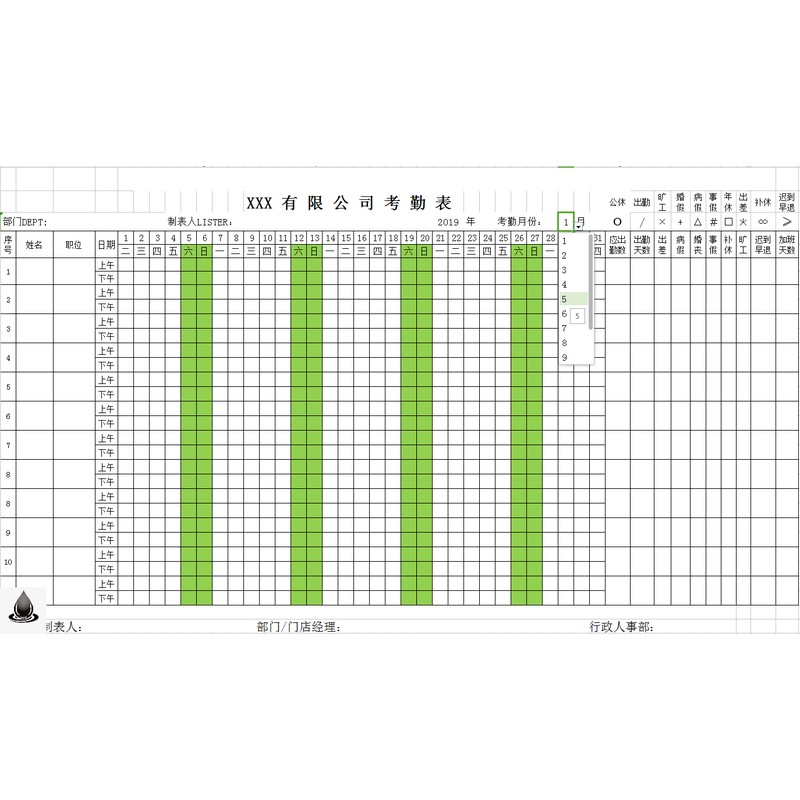 XXX 有 限 公 司 考 勤 表
公休 出勤 旷工 婚假 病假 事假 年休 出差 补休 迟到早退
部门DEPT: 制表人LISTER: 2019 年 考勤月份: 1 月 O / × + △ # □ 火 ∞ ≥
序号 姓名 职位 日期 1 2 3 4 5 6 7 8 9 10 11 12 13 14 15 16 17 18 19 20 21 22 23 24 25 26 27 28 31 应出勤数 出勤天数 出差 病假 婚丧 事假 补休 旷工 迟到早退 加班天数
二 三 四 五 六 日 一 二 三 四 五 六 日 一 二 三 四 五 六 日 一 二 三 四 五 六 日 一 四
1
2
3
4
5
6
7
8
9
5
1 上午
下午
2 上午
下午
3 上午
下午
4 上午
下午
5 上午
下午
6 上午
下午
7 上午
下午
8 上午
下午
8 上午
下午
9 上午
下午
10 上午
下午
上午
下午
制表人: 部门/门店经理: 行政人事部: